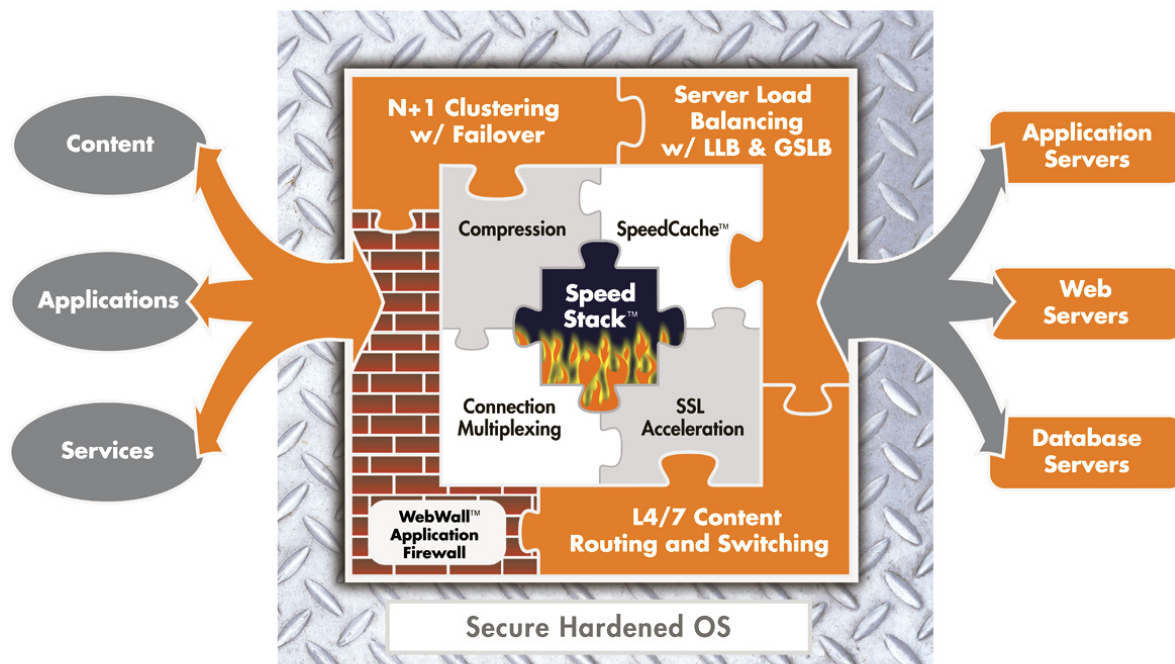 Content
Applications
Services
N+1 Clustering
w/ Failover
Server Load
Balancing
w/ LLB & GSLB
Compression
SpeedCache™
Speed
Stack™
Connection
Multiplexing
SSL
Acceleration
WebWall™
Application
Firewall
L4/7 Content
Routing and Switching
Secure Hardened OS
Application
Servers
Web
Servers
Database
Servers